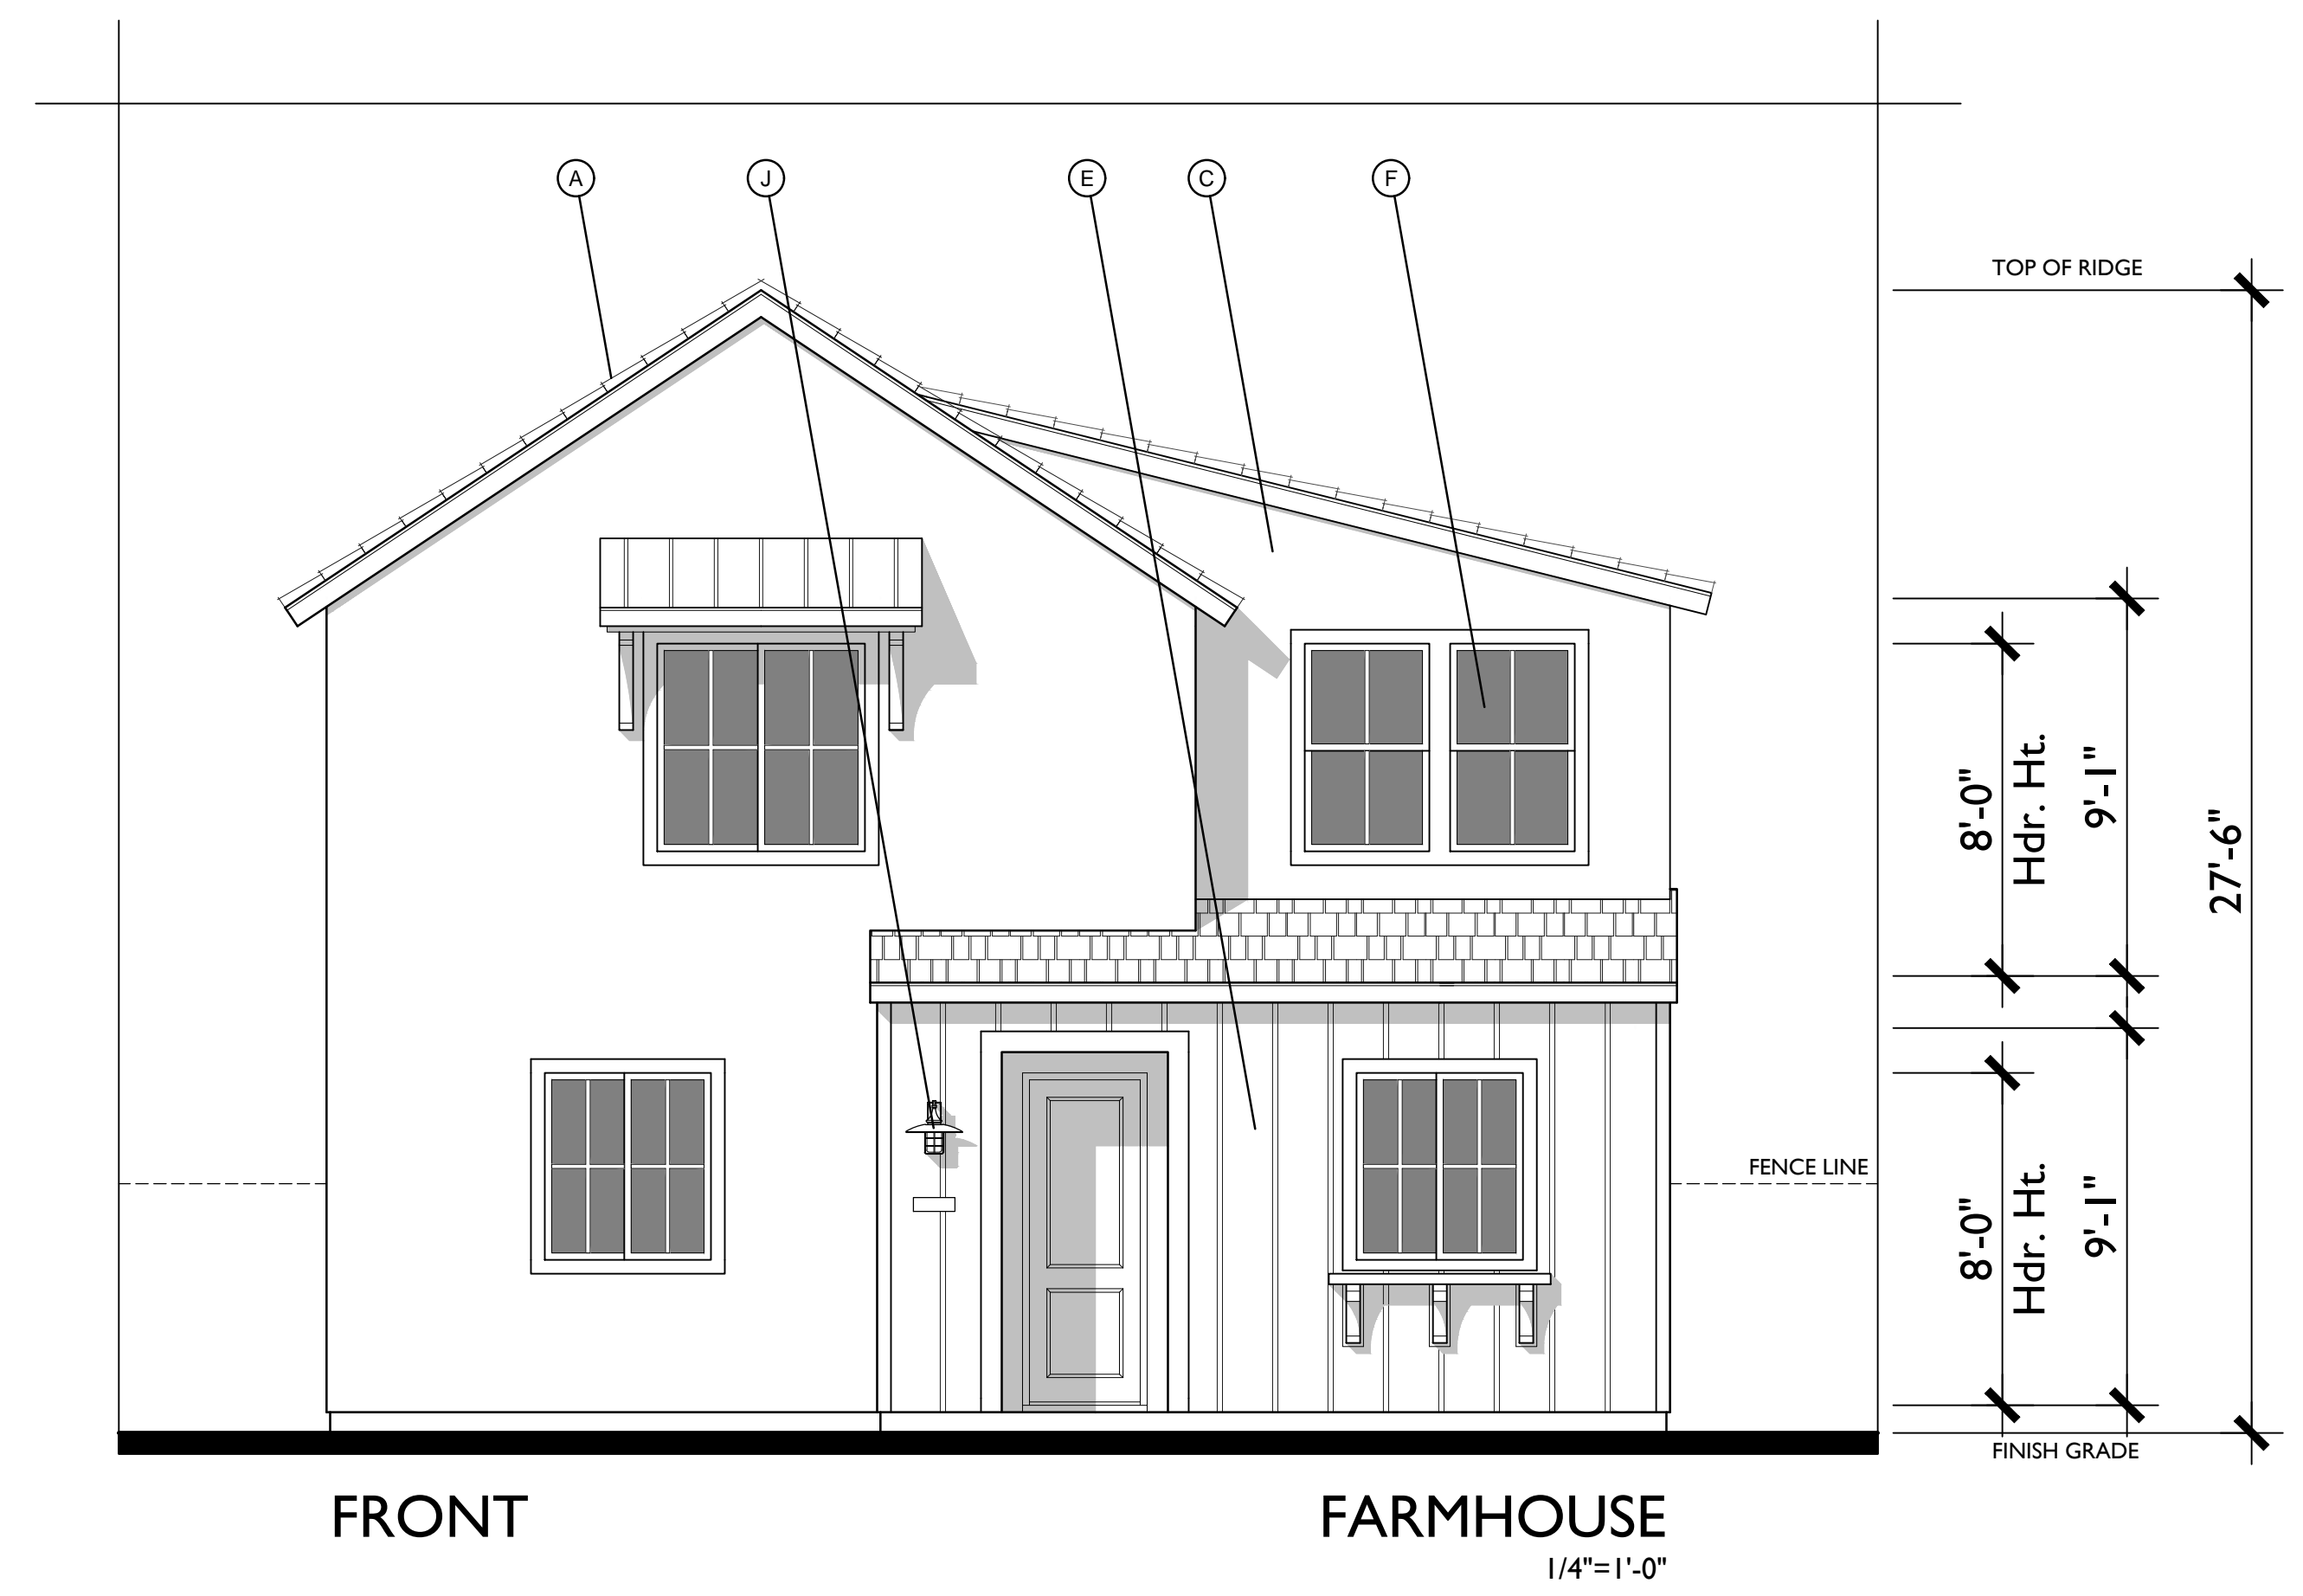 A
J
E
C
F
TOP OF RIDGE
8'-0"
Hdr. Ht.
9'-1"
27'-6"
FENCE LINE
8'-0"
Hdr. Ht.
9'-1"
FINISH GRADE
FRONT
FARMHOUSE
1/4"=1'-0"